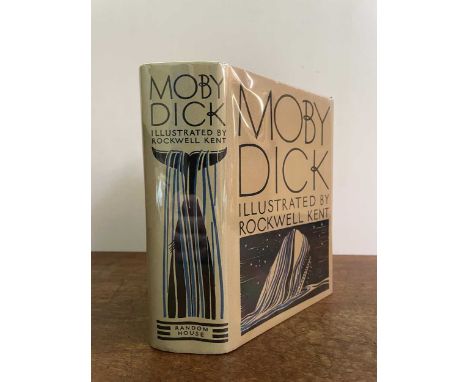 MOBY
DICK
ILLUSTRATED BY
ROCKWELL KENT
RANDOM
HOUSE
MOBY
DICK
ILLUSTRATED BY
ROCKWELL KENT